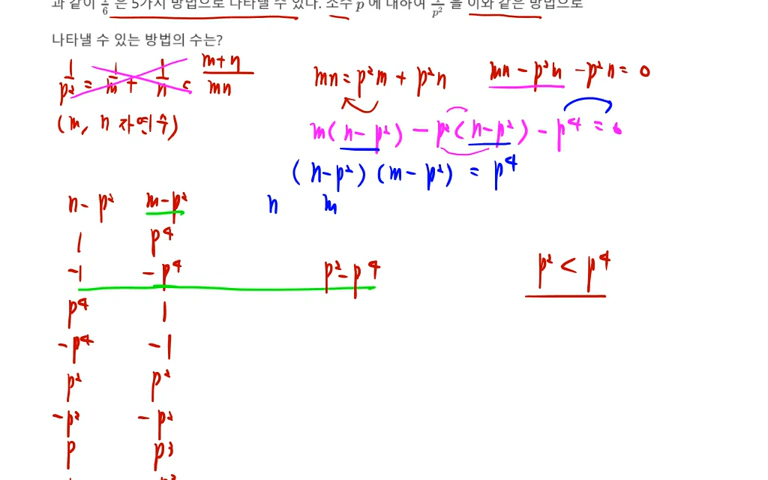 과 같이 1/6 은 5가지 방법으로 나타낼 수 있다. 소수 p 에 대하여 1/p² 을 이와 같은 방법으로
나타낼 수 있는 방법의 수는?
1/p² = 1/m + 1/n = (m+n)/mn
mn = p²m + p²n
mn - p²m - p²n = 0
(m, n 자연수)
m(n-p²) - p²(n-p²) - p⁴ = 0
(n-p²)(m-p²) = p⁴
n-p² m-p² n m
1 p⁴
-1 -p⁴ p²-p⁴ p² < p⁴
p⁴ 1
-p⁴ -1
p² p²
-p² -p²
p p³